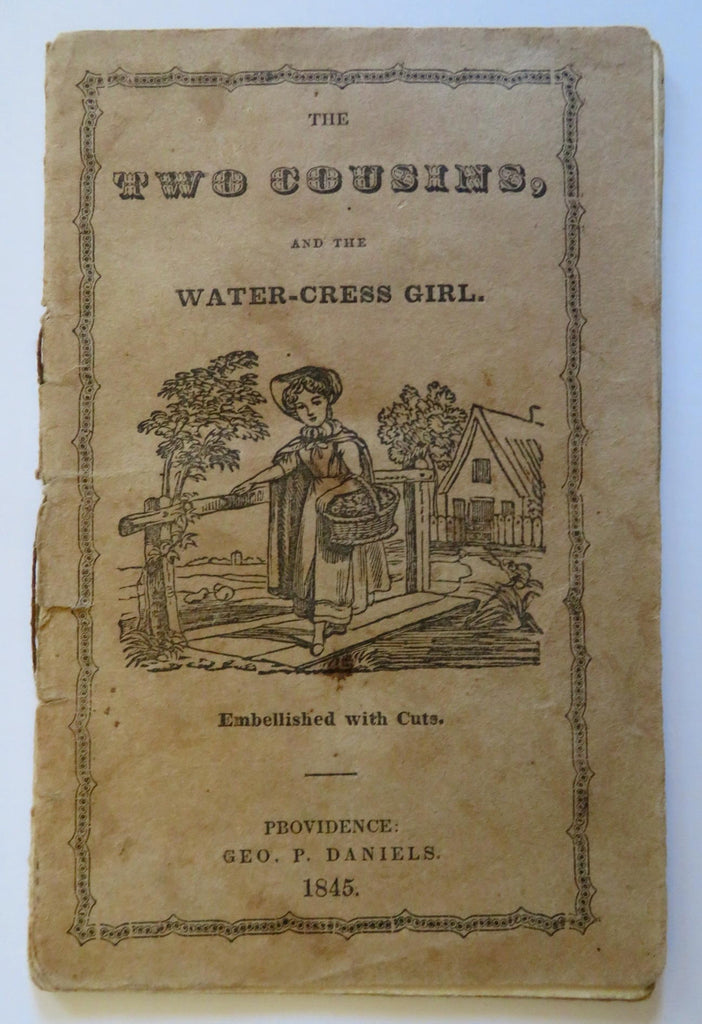 THE
TWO COUSINS,
AND THE
WATER-CRESS GIRL.
Embellished with Cuts.
PROVIDENCE:
GEO. P. DANIELS.
1845.